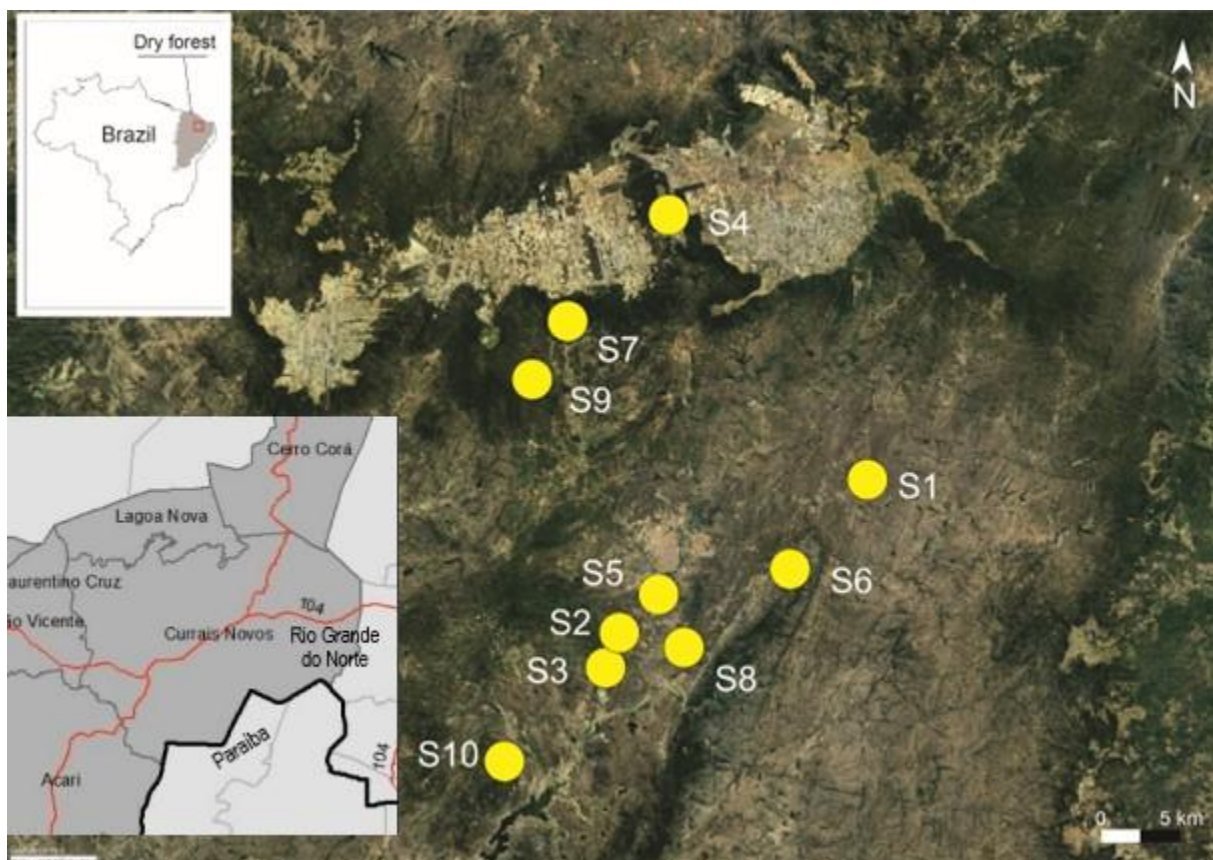 Dry forest
Brazil
N
S4
S7
S9
S1
S5
S6
S2
S3
S8
S10
Cerro Corá
Lagoa Nova
aurentino Cruz
io Vicente
104
Currais Novos
Rio Grande
do Norte
Paraiba
Acari
104
0 5 km